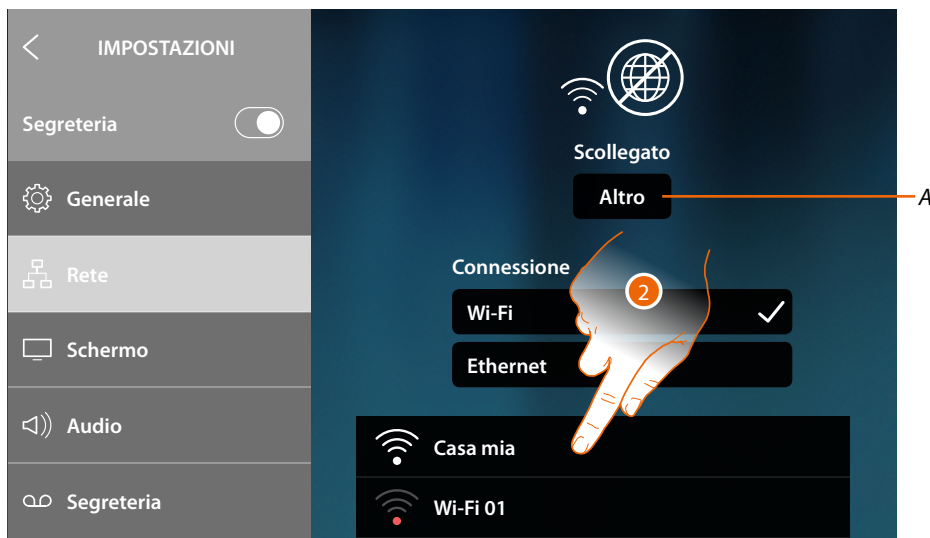 IMPOSTAZIONI
Segreteria
Generale
Rete
Schermo
Audio
Segreteria
Scollegato
Altro
A
Connessione
2
Wi-Fi
Ethernet
Casa mia
Wi-Fi 01